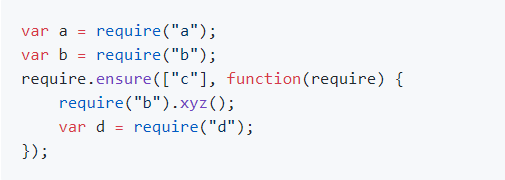 var a = require("a");
var b = require("b");
require.ensure(["c"], function(require) {
    require("b").xyz();
    var d = require("d");
});